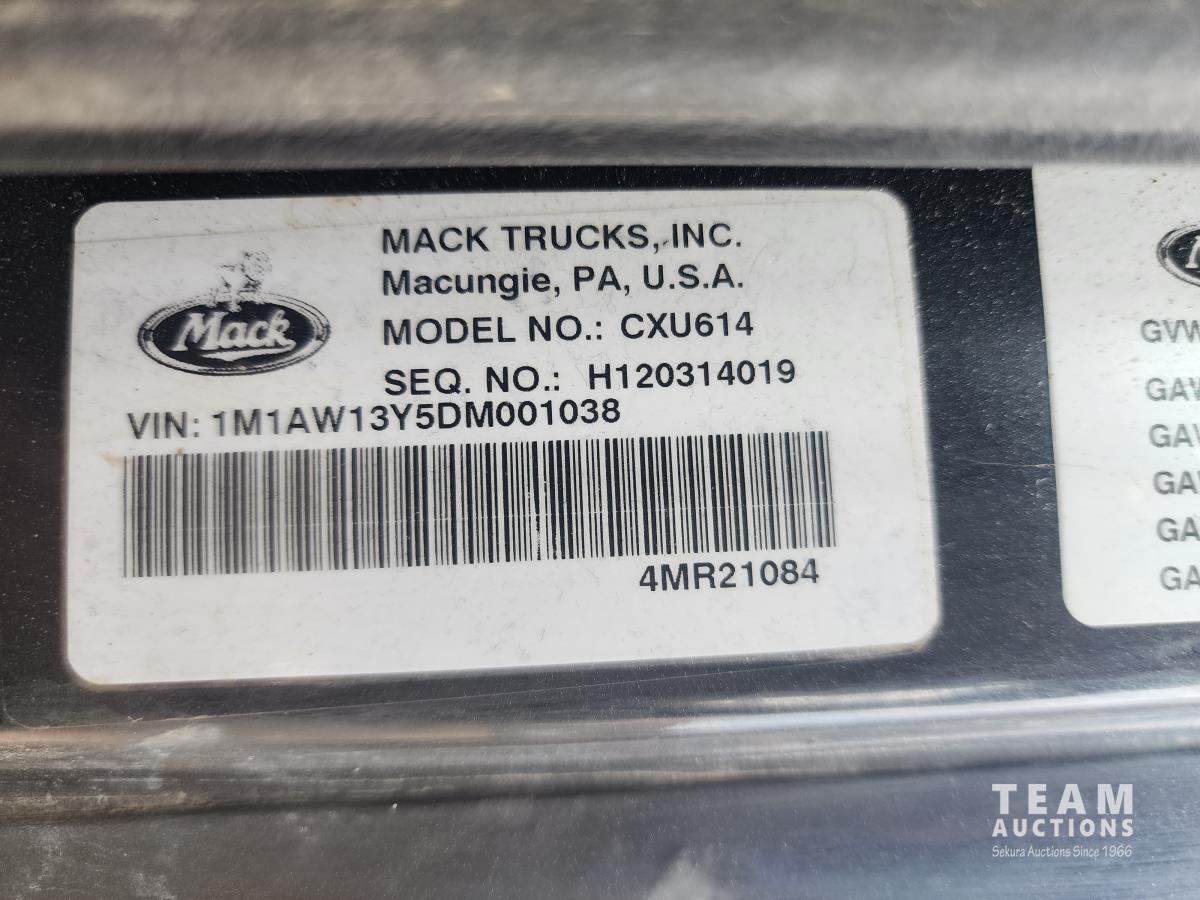 MACK TRUCKS, INC.
Macungie, PA, U.S.A.
Mack
MODEL NO.: CXU614
SEQ. NO.: H120314019
VIN: 1M1AW13Y5DM001038
4MR21084
GVW
GAW
GAW
GAW
GA
GA
TEAM
AUCTIONS
Sekura Auctions Since 1966